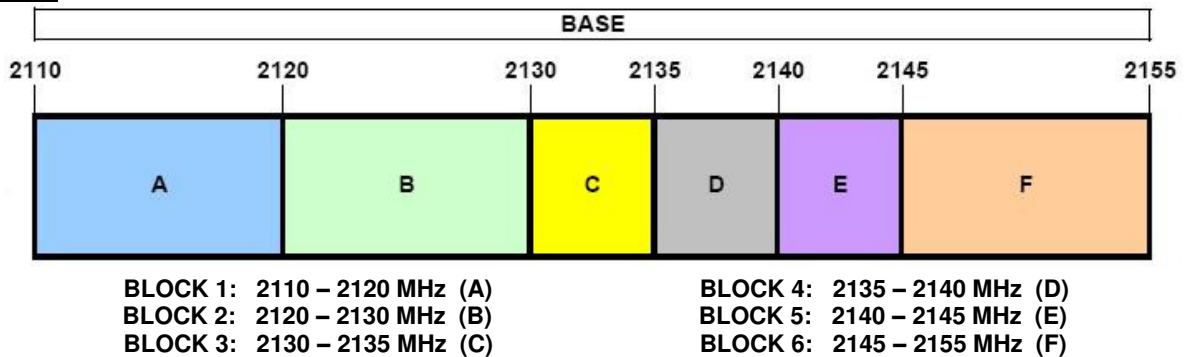 BASE
2110 2120 2130 2135 2140 2145 2155
A B C D E F
BLOCK 1: 2110 – 2120 MHz (A)
BLOCK 2: 2120 – 2130 MHz (B)
BLOCK 3: 2130 – 2135 MHz (C)
BLOCK 4: 2135 – 2140 MHz (D)
BLOCK 5: 2140 – 2145 MHz (E)
BLOCK 6: 2145 – 2155 MHz (F)